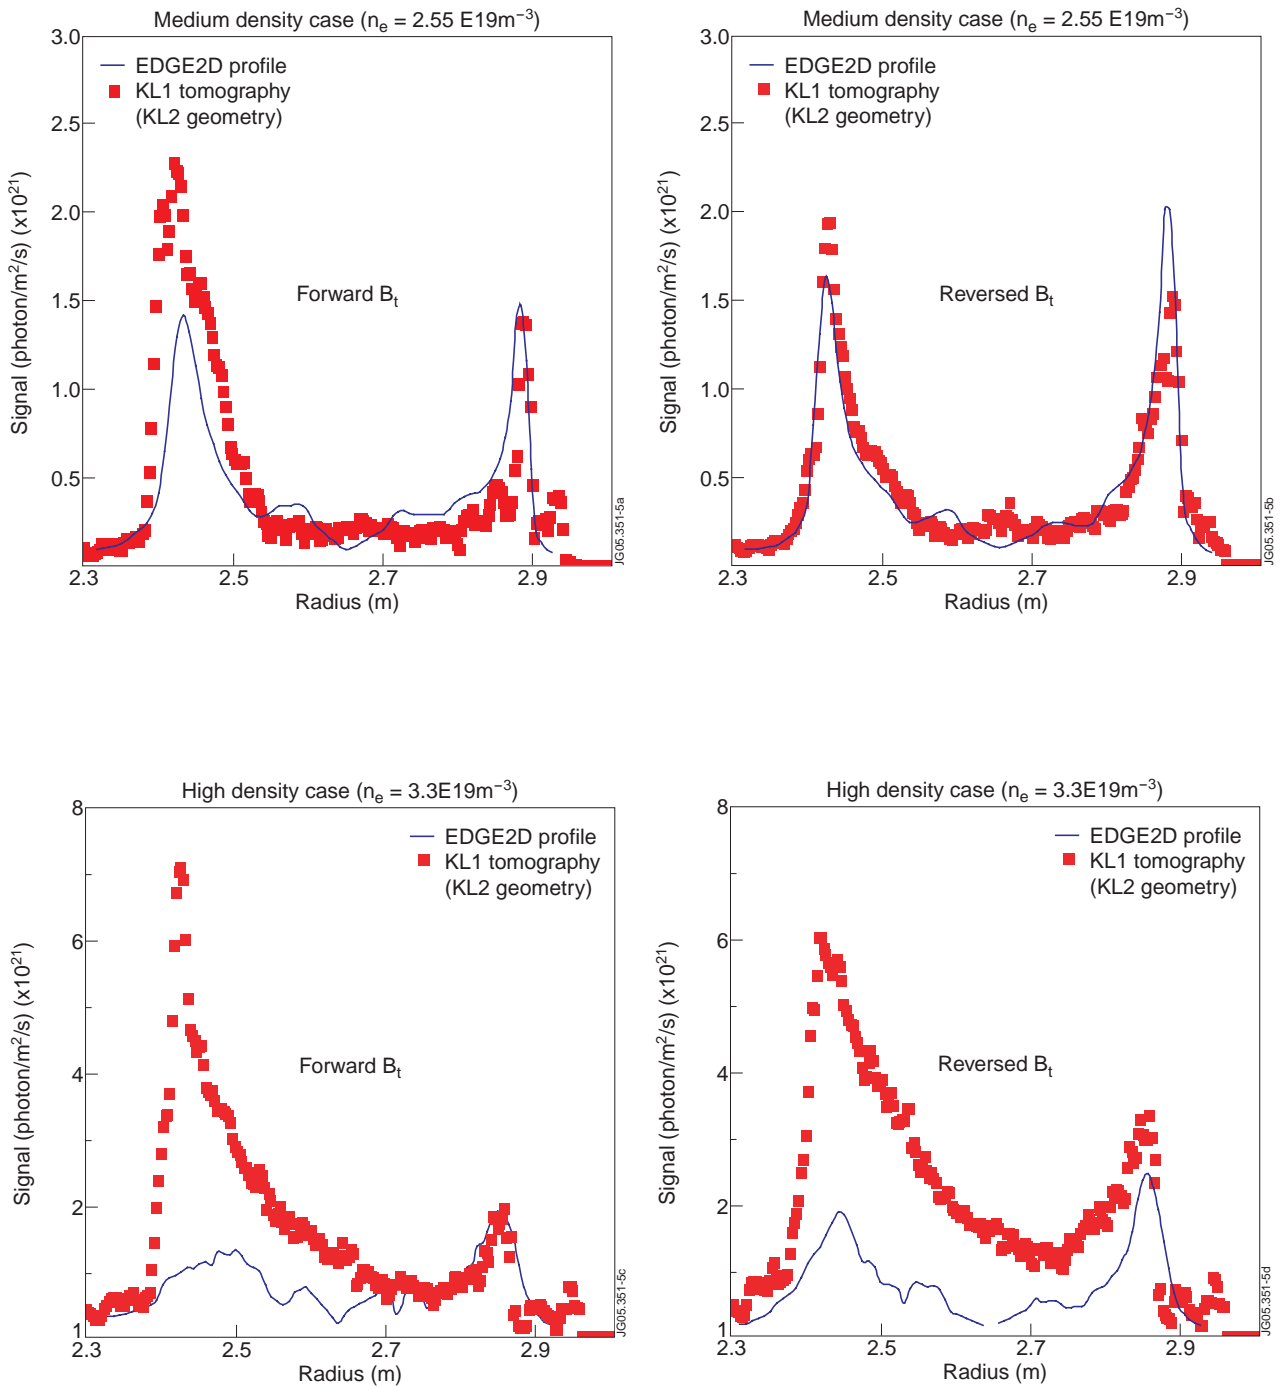 Medium density case (nₑ = 2.55 E19m⁻³)
3.0
2.5
2.0
1.5
1.0
0.5
Signal (photon/m²/s) (x10²¹)
EDGE2D profile
KL1 tomography
(KL2 geometry)
Forward Bₜ
2.3
2.5
2.7
2.9
Radius (m)
JG05.351-5a
Medium density case (nₑ = 2.55 E19m⁻³)
3.0
2.5
2.0
1.5
1.0
0.5
Signal (photon/m²/s) (x10²¹)
EDGE2D profile
KL1 tomography
(KL2 geometry)
Reversed Bₜ
2.3
2.5
2.7
2.9
Radius (m)
JG05.351-5b
High density case (nₑ = 3.3E19m⁻³)
8
6
4
2
1
Signal (photon/m²/s) (x10²¹)
EDGE2D profile
KL1 tomography
(KL2 geometry)
Forward Bₜ
2.3
2.5
2.7
2.9
Radius (m)
JG05.351-5c
High density case (nₑ = 3.3E19m⁻³)
8
6
4
2
1
Signal (photon/m²/s) (x10²¹)
EDGE2D profile
KL1 tomography
(KL2 geometry)
Reversed Bₜ
2.3
2.5
2.7
2.9
Radius (m)
JG05.351-5d